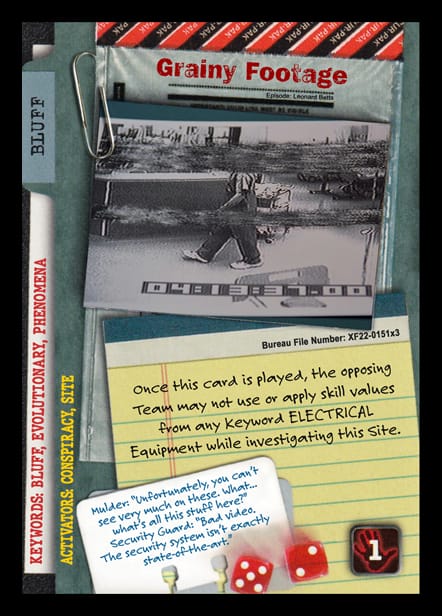 Grainy Footage
Episode: Leonard Betts
BLUFF
04:13:37:00
Bureau File Number: XF22-0151x3
Once this card is played, the opposing
Team may not use or apply skill values
from any Keyword ELECTRICAL
Equipment while investigating this Site.
Mulder: "Unfortunately, you can't
see very much on these. What...
what's all this stuff here?"
Security Guard: "Bad video.
The security system isn't exactly
state-of-the-art."
1
KEYWORDS: BLUFF, EVOLUTIONARY, PHENOMENA
ACTIVATORS: CONSPIRACY, SITE